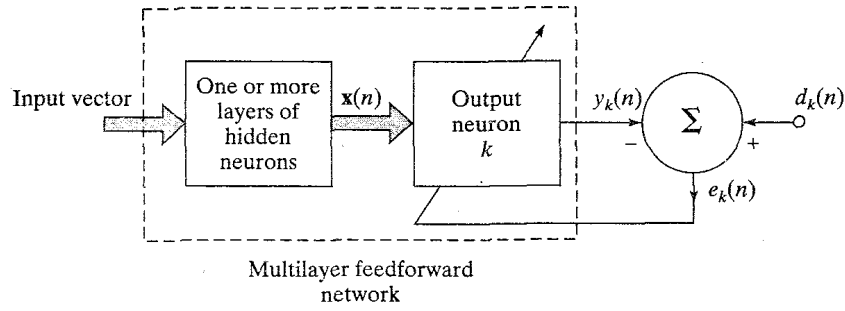 Input vector
One or more
layers of
hidden
neurons
x(n)
Output
neuron
k
y_k(n)
−
Σ
+
d_k(n)
e_k(n)
Multilayer feedforward
network